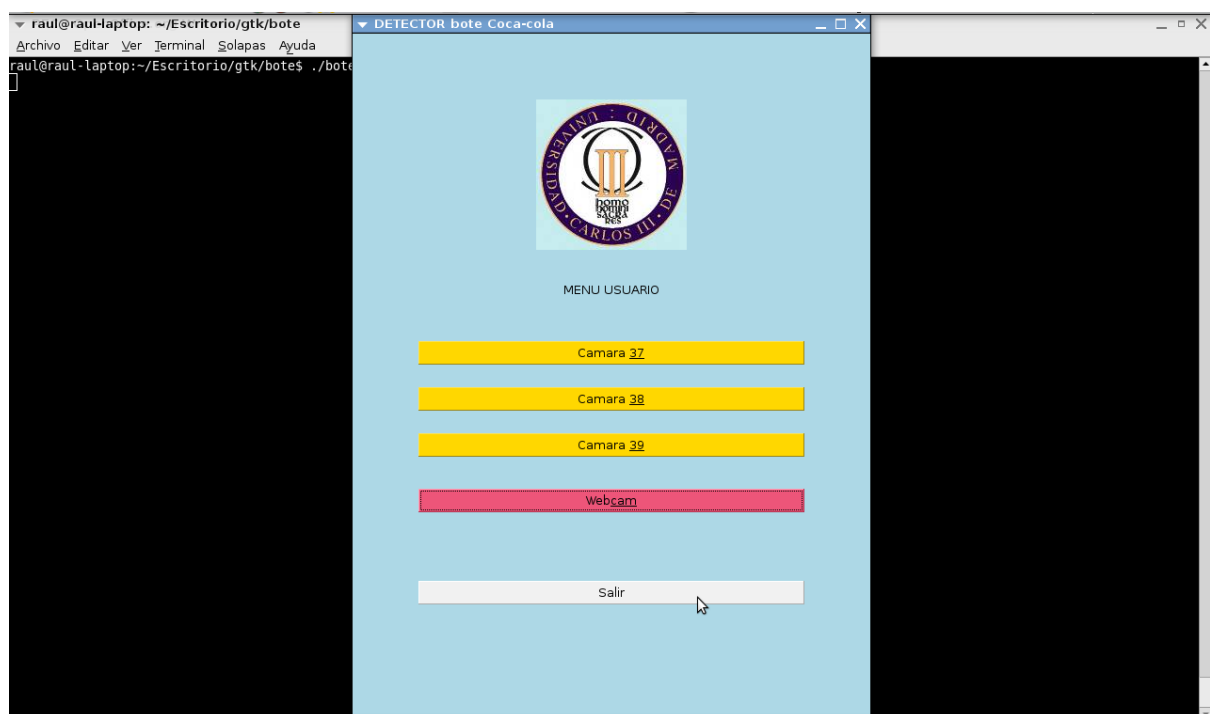 raul@raul-laptop: ~/Escritorio/gtk/bote
Archivo Editar Ver Terminal Solapas Ayuda
raul@raul-laptop:~/Escritorio/gtk/bote$ ./bote
DETECTOR bote Coca-cola
UNIVERSIDAD · CARLOS III · DE MADRID
homo
homini
sacra
res
MENU USUARIO
Camara 37
Camara 38
Camara 39
Webcam
Salir